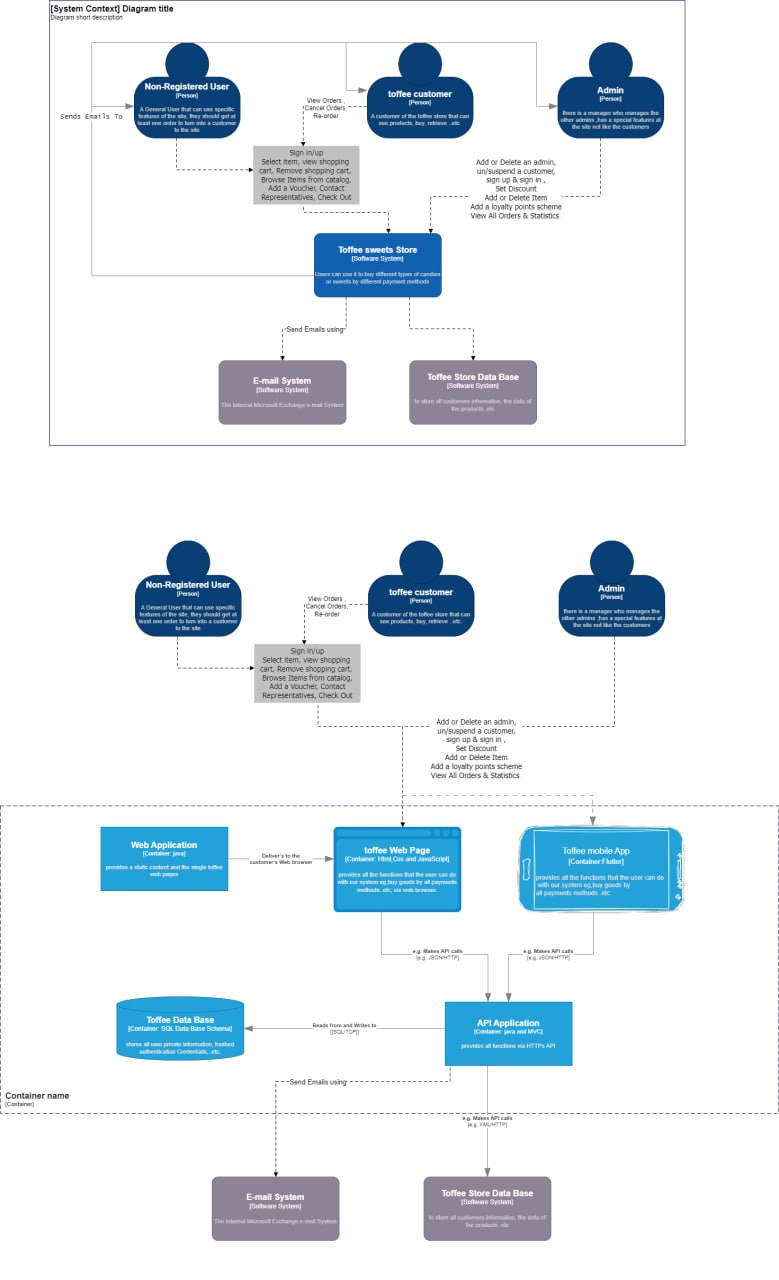 [System Context] Diagram title
Diagram short description
Non-Registered User
[Person]
A General User that can use specific
features of the site, they should get at
least one order to turn into a customer
to the site
toffee customer
[Person]
A customer of the toffee store that can
see products, buy, retrieve ..etc.
Admin
[Person]
there is a manager who manages the
other admins ,has a special features at
the site not like the customers
Sends Emails To
View Orders ,
Cancel Orders,
Re-order
Sign in/up
Select item, view shopping
cart, Remove shopping cart,
Browse Items from catalog,
Add a Voucher, Contact
Representatives, Check Out
Add or Delete an admin,
un/suspend a customer,
sign up & sign in ,
Set Discount
Add or Delete Item
Add a loyalty points scheme
View All Orders & Statistics
Toffee sweets Store
[Software System]
Users can use it to buy different types of candies
or sweets by different payment methods
Send Emails using
E-mail System
[Software System]
The Internal Microsoft Exchange e-mail System
Toffee Store Data Base
[Software System]
to store all customers information, the data of
the products, .etc
Non-Registered User
[Person]
A General User that can use specific
features of the site, they should get at
least one order to turn into a customer
to the site
toffee customer
[Person]
A customer of the toffee store that can
see products, buy, retrieve ..etc.
Admin
[Person]
there is a manager who manages the
other admins ,has a special features at
the site not like the customers
View Orders ,
Cancel Orders,
Re-order
Sign in/up
Select item, view shopping
cart, Remove shopping cart,
Browse Items from catalog,
Add a Voucher, Contact
Representatives, Check Out
Add or Delete an admin,
un/suspend a customer,
sign up & sign in ,
Set Discount
Add or Delete Item
Add a loyalty points scheme
View All Orders & Statistics
Web Application
[Container: java]
provides a static content and the single toffee
web pages
Deliver's to the
customer's Web browser
toffee Web Page
[Container: Html,Css and JavaScript]
provides all the functions that the user can do
with our system eg,buy goods by all payments
methods..etc, via web browser.
Toffee mobile App
[Container:Flutter]
provides all the functions that the user can do
with our system eg,buy goods by
all payments methods..etc.
e.g. Makes API calls
[e.g. JSON/HTTP]
e.g. Makes API calls
[e.g. JSON/HTTP]
Toffee Data Base
[Container: SQL Data Base Schema]
stores all user private information, hashed
authentication Credentials,..etc.
Reads from and Writes to
[[SQL/TCP]]
API Application
[Container: java and MVC]
provides all functions via HTTPs API
Send Emails using
Container name
[Container]
e.g. Makes API calls
[e.g. XML/HTTP]
E-mail System
[Software System]
The Internal Microsoft Exchange e-mail System
Toffee Store Data Base
[Software System]
to store all customers information, the data of
the products, .etc